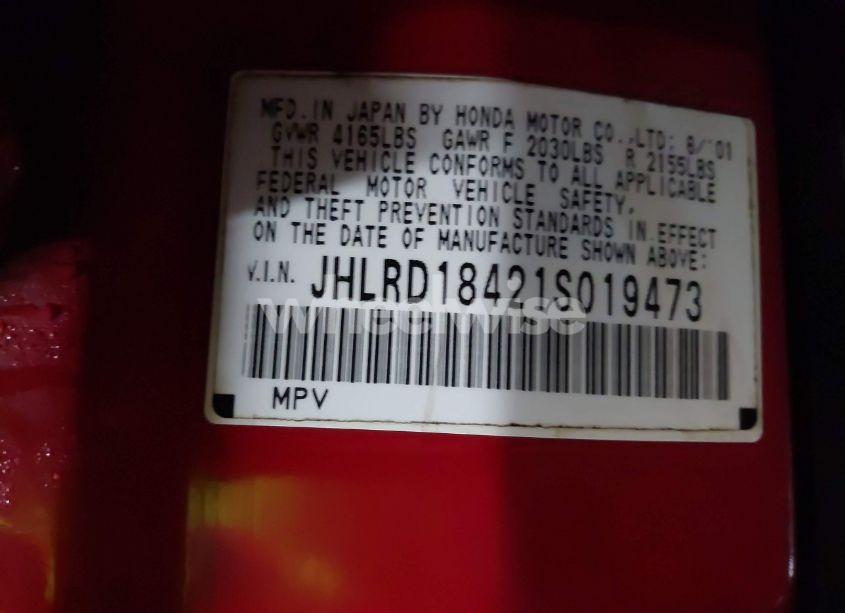 MFD. IN JAPAN BY HONDA MOTOR CO.,LTD: 6/'01
GVWR 4165LBS GAWR F 2030LBS R 2155LBS
THIS VEHICLE CONFORMS TO ALL APPLICABLE
FEDERAL MOTOR VEHICLE SAFETY,
AND THEFT PREVENTION STANDARDS IN EFFECT
ON THE DATE OF MANUFACTURE SHOWN ABOVE:
V.I.N. JHLRD18421S019473
wheelwise
MPV